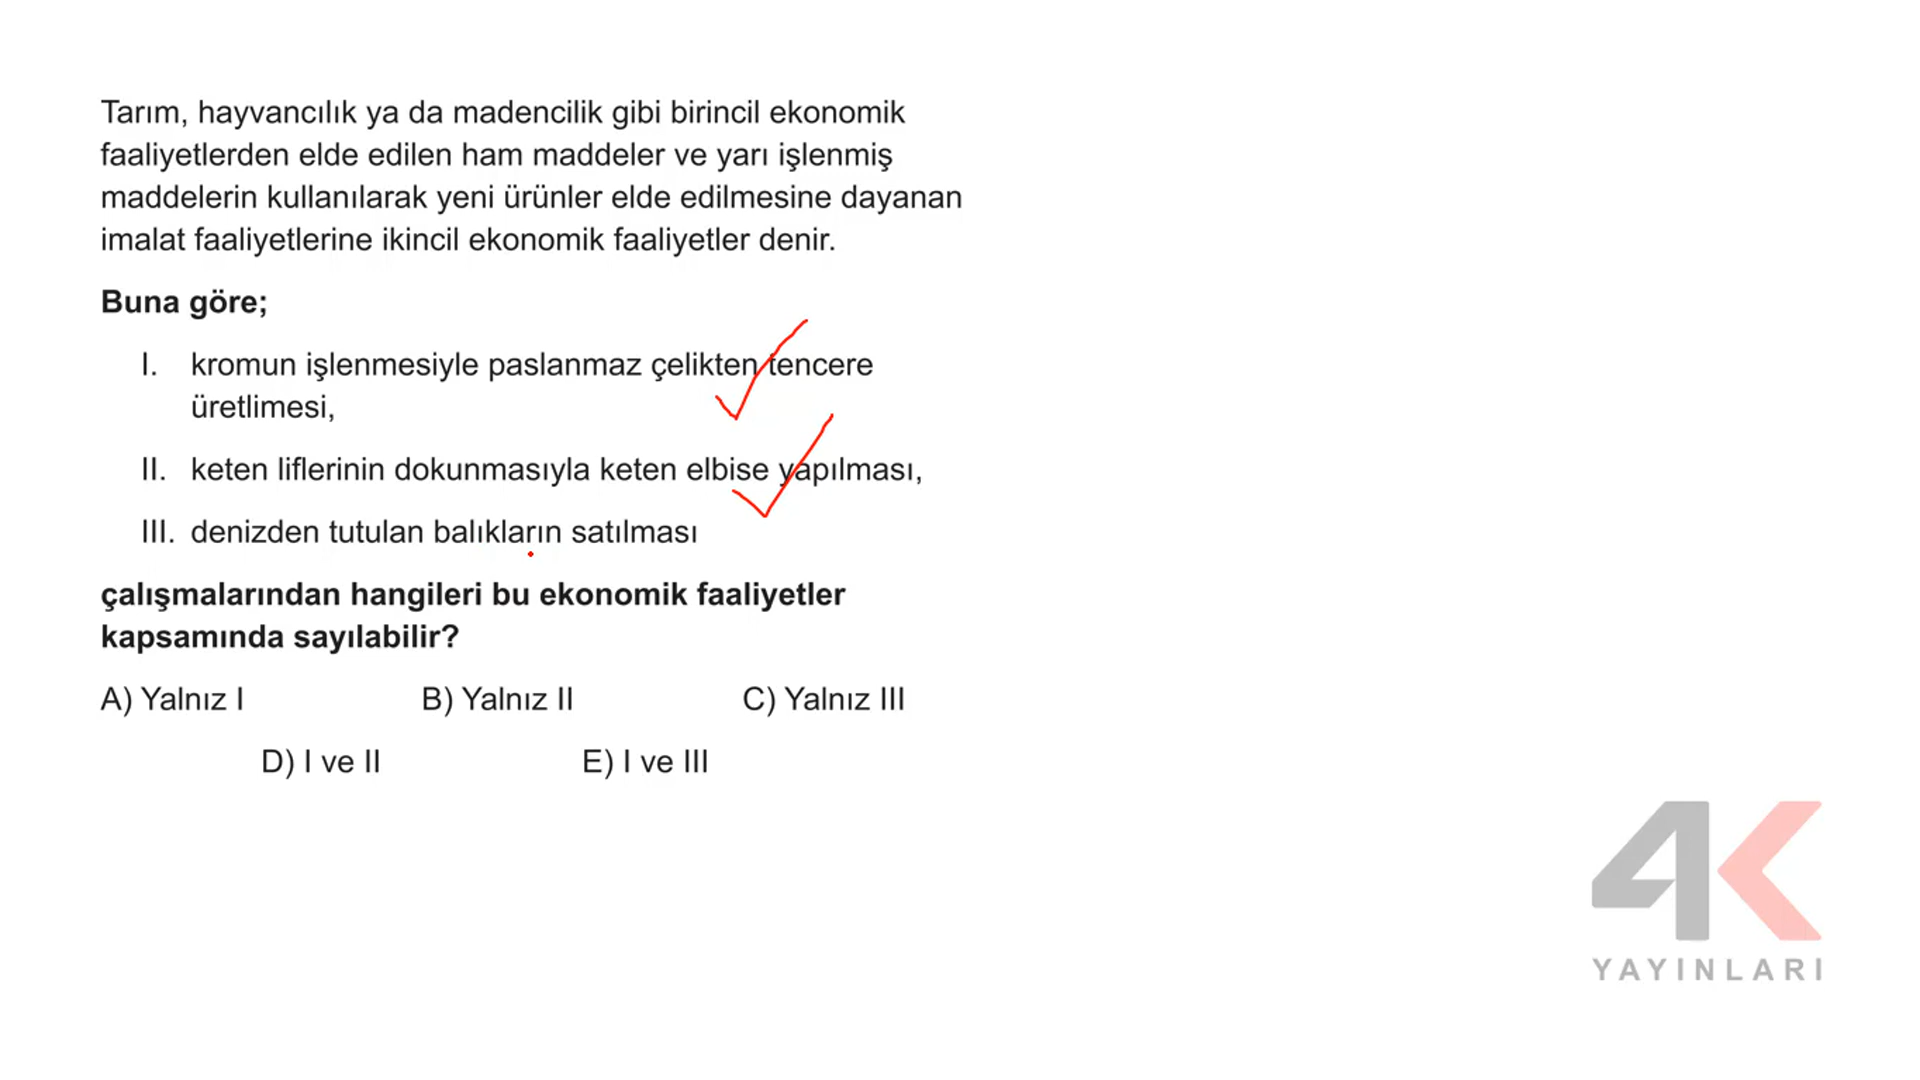 Tarım, hayvancılık ya da madencilik gibi birincil ekonomik
faaliyetlerden elde edilen ham maddeler ve yarı işlenmiş
maddelerin kullanılarak yeni ürünler elde edilmesine dayanan
imalat faaliyetlerine ikincil ekonomik faaliyetler denir.
Buna göre;
I. kromun işlenmesiyle paslanmaz çelikten tencere
üretlimesi,
II. keten liflerinin dokunmasıyla keten elbise yapılması,
III. denizden tutulan balıkların satılması
çalışmalarından hangileri bu ekonomik faaliyetler
kapsamında sayılabilir?
A) Yalnız I B) Yalnız II C) Yalnız III
D) I ve II E) I ve III
4K
YAYINLARI